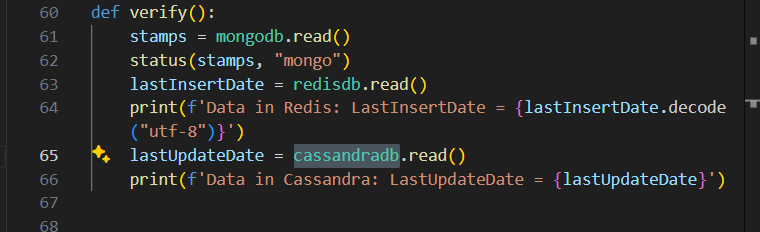 60 def verify():
61 stamps = mongodb.read()
62 status(stamps, "mongo")
63 lastInsertDate = redisdb.read()
64 print(f'Data in Redis: LastInsertDate = {lastInsertDate.decode
("utf-8")}')
65 lastUpdateDate = cassandradb.read()
66 print(f'Data in Cassandra: LastUpdateDate = {lastUpdateDate}')
67
68